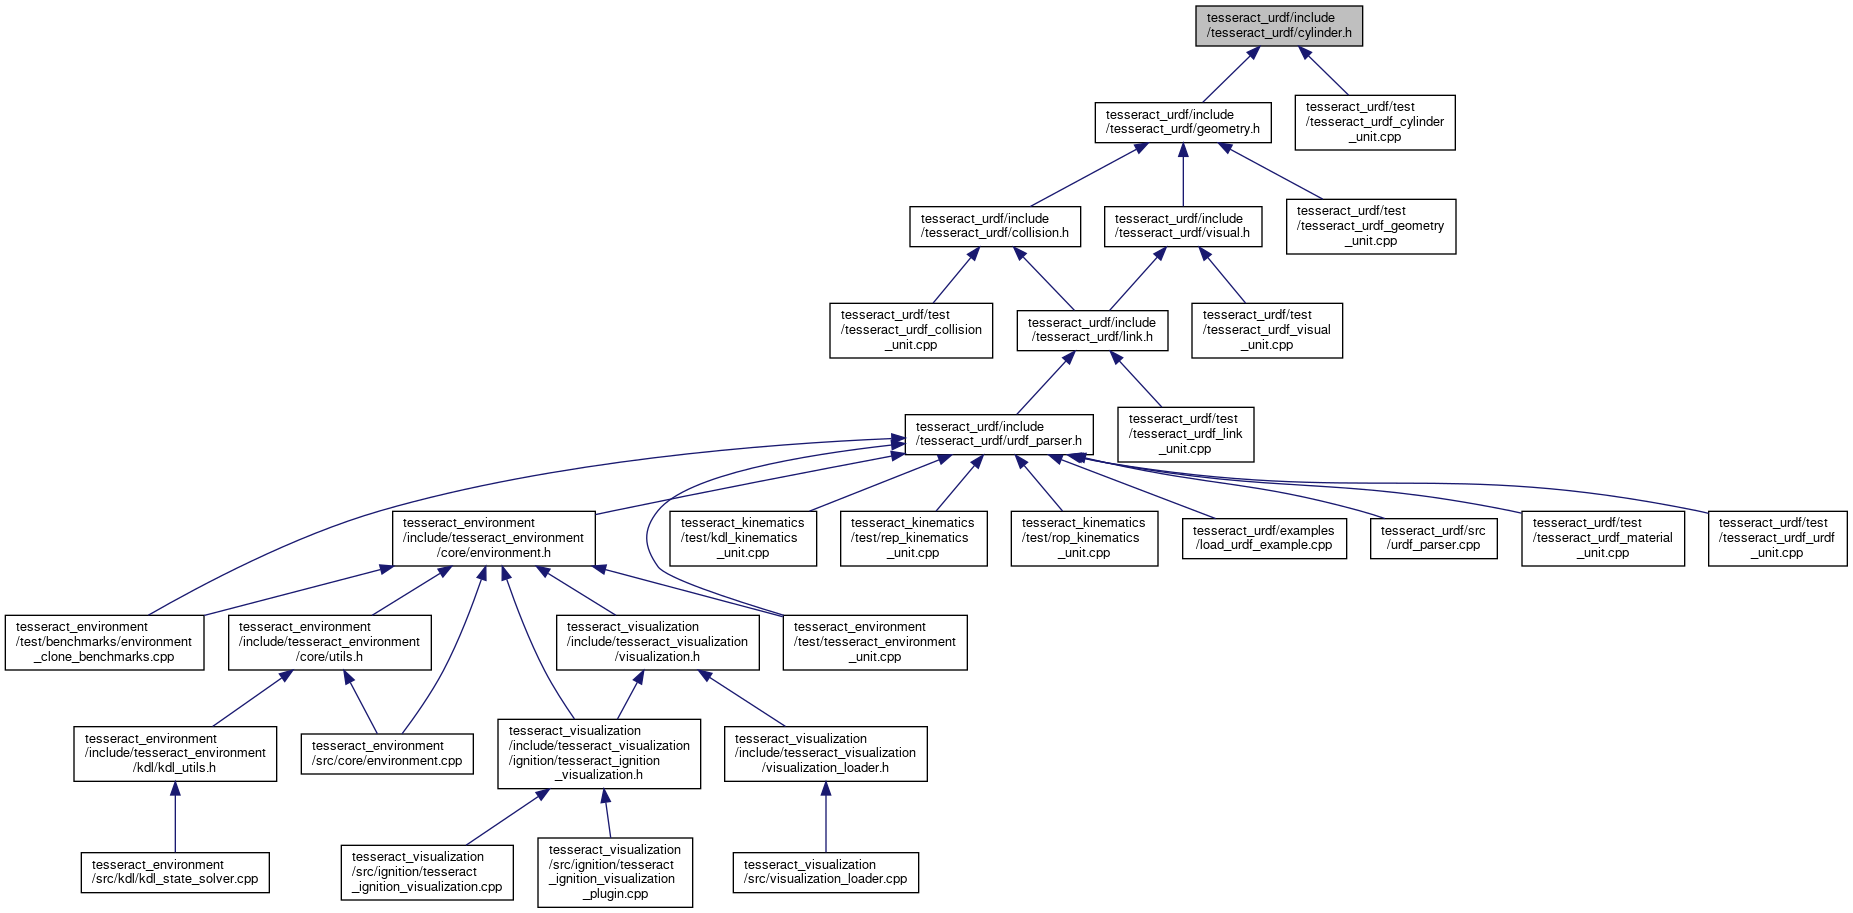 tesseract_urdf/include
/tesseract_urdf/cylinder.h
tesseract_urdf/include
/tesseract_urdf/geometry.h
tesseract_urdf/test
/tesseract_urdf_cylinder
_unit.cpp
tesseract_urdf/include
/tesseract_urdf/collision.h
tesseract_urdf/include
/tesseract_urdf/visual.h
tesseract_urdf/test
/tesseract_urdf_geometry
_unit.cpp
tesseract_urdf/test
/tesseract_urdf_collision
_unit.cpp
tesseract_urdf/include
/tesseract_urdf/link.h
tesseract_urdf/test
/tesseract_urdf_visual
_unit.cpp
tesseract_urdf/include
/tesseract_urdf/urdf_parser.h
tesseract_urdf/test
/tesseract_urdf_link
_unit.cpp
tesseract_environment
/include/tesseract_environment
/core/environment.h
tesseract_kinematics
/test/kdl_kinematics
_unit.cpp
tesseract_kinematics
/test/rep_kinematics
_unit.cpp
tesseract_kinematics
/test/rop_kinematics
_unit.cpp
tesseract_urdf/examples
/load_urdf_example.cpp
tesseract_urdf/src
/urdf_parser.cpp
tesseract_urdf/test
/tesseract_urdf_material
_unit.cpp
tesseract_urdf/test
/tesseract_urdf_urdf
_unit.cpp
tesseract_environment
/test/benchmarks/environment
_clone_benchmarks.cpp
tesseract_environment
/include/tesseract_environment
/core/utils.h
tesseract_visualization
/include/tesseract_visualization
/visualization.h
tesseract_environment
/test/tesseract_environment
_unit.cpp
tesseract_environment
/include/tesseract_environment
/kdl/kdl_utils.h
tesseract_environment
/src/core/environment.cpp
tesseract_visualization
/include/tesseract_visualization
/ignition/tesseract_ignition
_visualization.h
tesseract_visualization
/include/tesseract_visualization
/visualization_loader.h
tesseract_environment
/src/kdl/kdl_state_solver.cpp
tesseract_visualization
/src/ignition/tesseract
_ignition_visualization.cpp
tesseract_visualization
/src/ignition/tesseract
_ignition_visualization
_plugin.cpp
tesseract_visualization
/src/visualization_loader.cpp